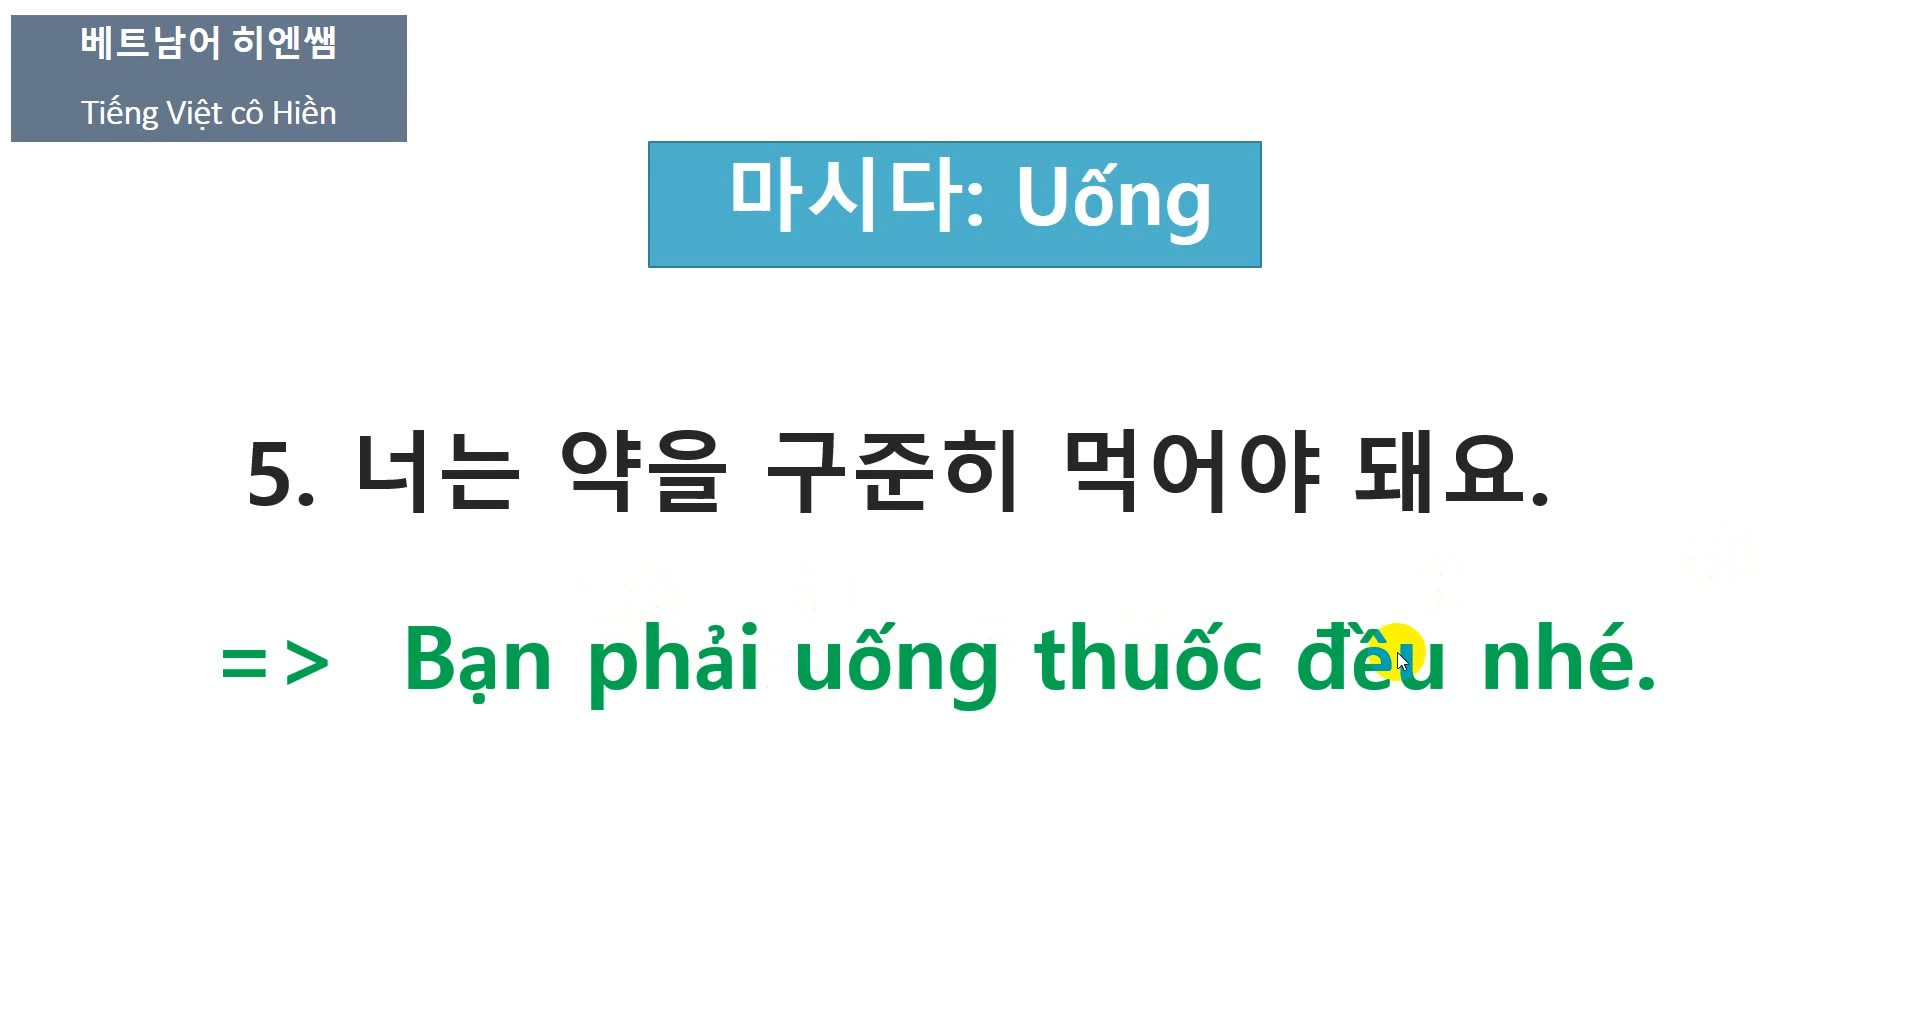 베트남어 히엔쌤
Tiếng Việt cô Hiền
마시다: Uống
5. 너는 약을 구준히 먹어야 돼요.
=> Bạn phải uống thuốc đều nhé.